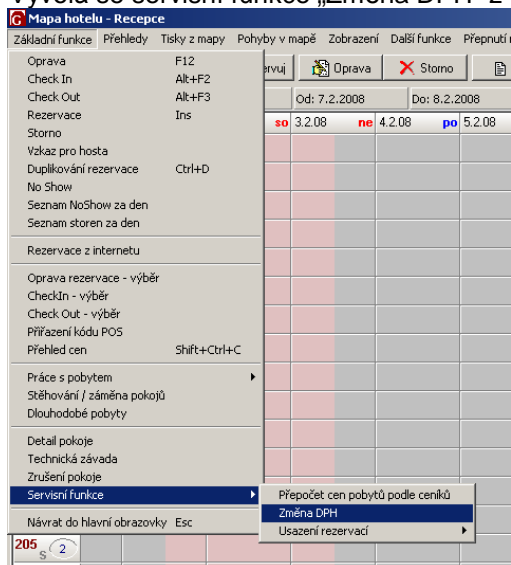 Vyvolá se servisní funkce „Změna DPH 2
Mapa hotelu - Recepce
Základní funkce Přehledy Tisky z mapy Pohyby v mapě Zobrazení Další funkce Přepnutí
Oprava F12
rvuj Oprava Storno
Check In Alt+F2
Check Out Alt+F3
Od: 7.2.2008 Do: 8.2.2008
Rezervace Ins
so 3.2.08 ne 4.2.08 po 5.2.08
Storno
Vzkaz pro hosta
Duplikování rezervace Ctrl+D
No Show
Seznam NoShow za den
Seznam storen za den
Rezervace z internetu
Oprava rezervace - výběr
CheckIn - výběr
Check Out - výběr
Přiřazení kódu POS
Přehled cen Shift+Ctrl+C
Práce s pobytem
Stěhování / záměna pokojů
Dlouhodobé pobyty
Detail pokoje
Technická závada
Zrušení pokoje
Servisní funkce
Přepočet cen pobytů podle ceníků
Změna DPH
Návrat do hlavní obrazovky Esc
Usazení rezervací
205 S 2